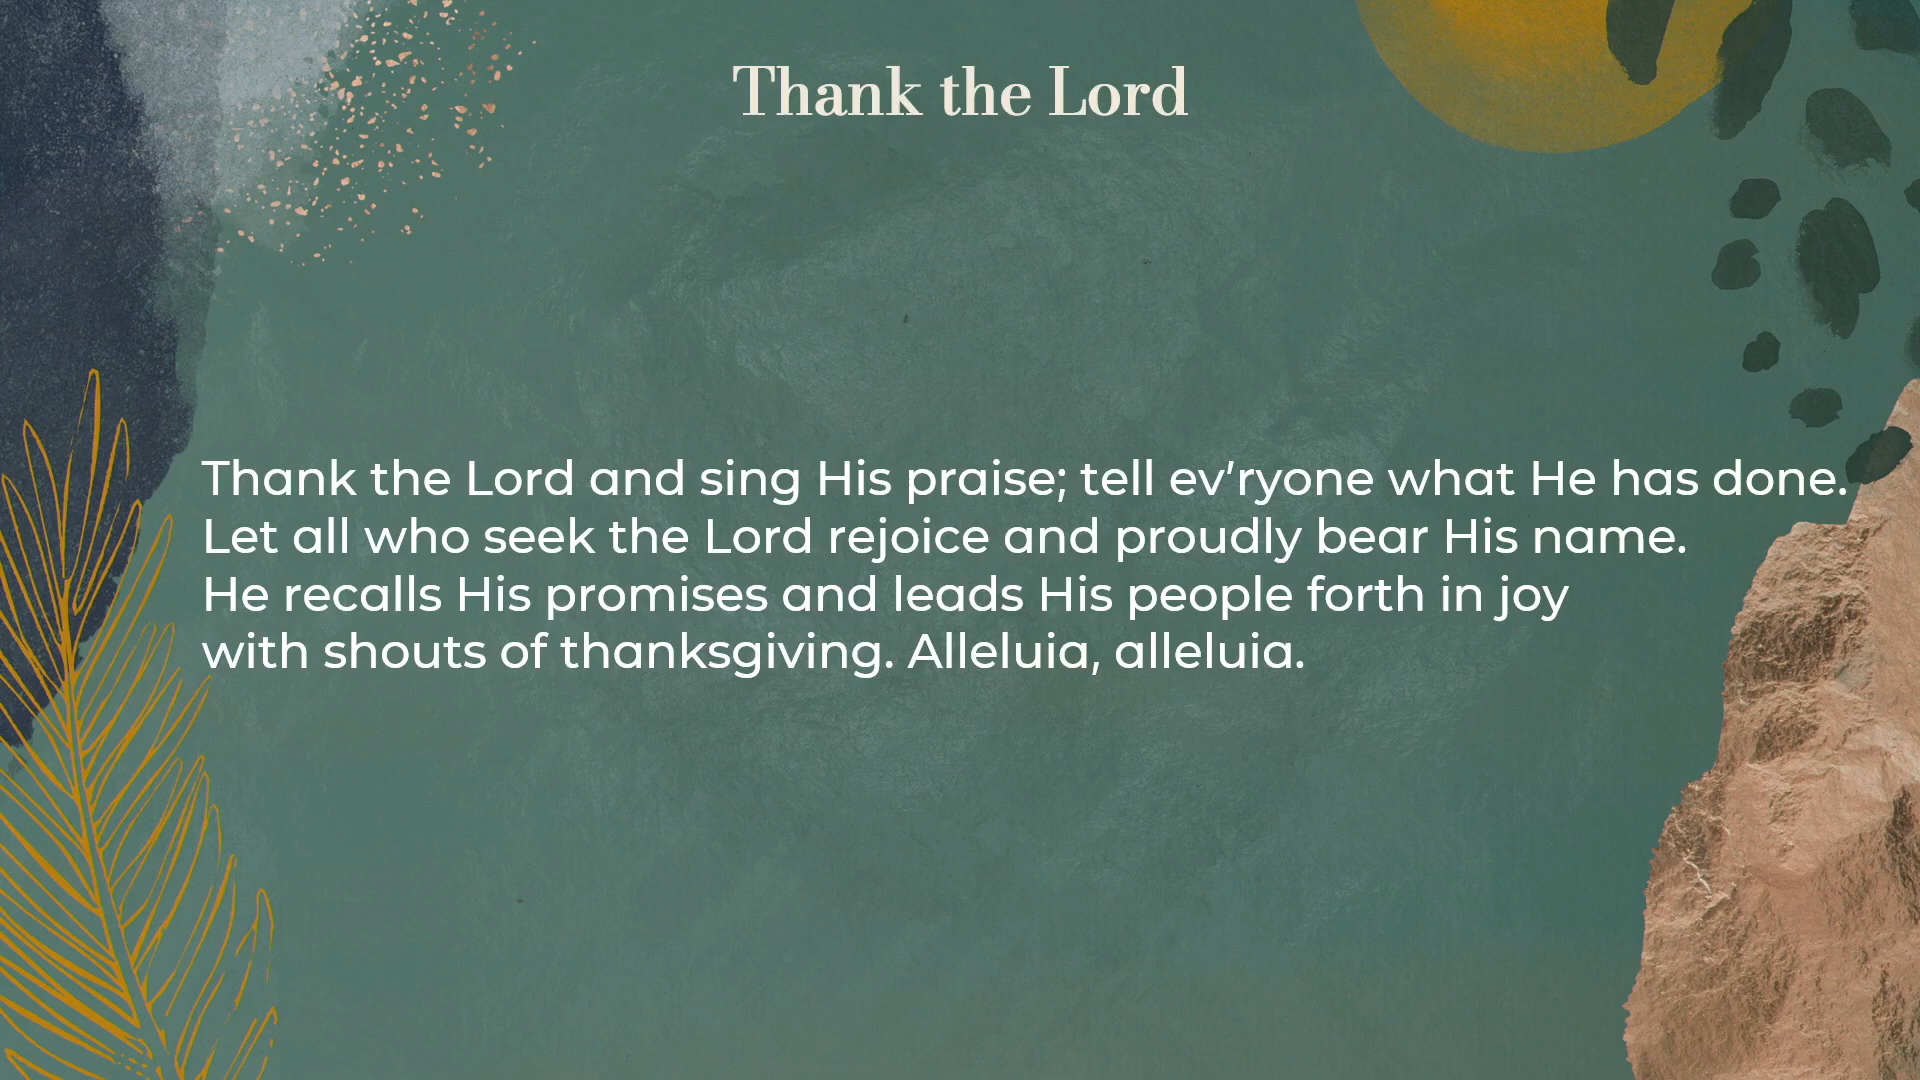 Thank the Lord
Thank the Lord and sing His praise; tell ev'ryone what He has done.
Let all who seek the Lord rejoice and proudly bear His name.
He recalls His promises and leads His people forth in joy
with shouts of thanksgiving. Alleluia, alleluia.